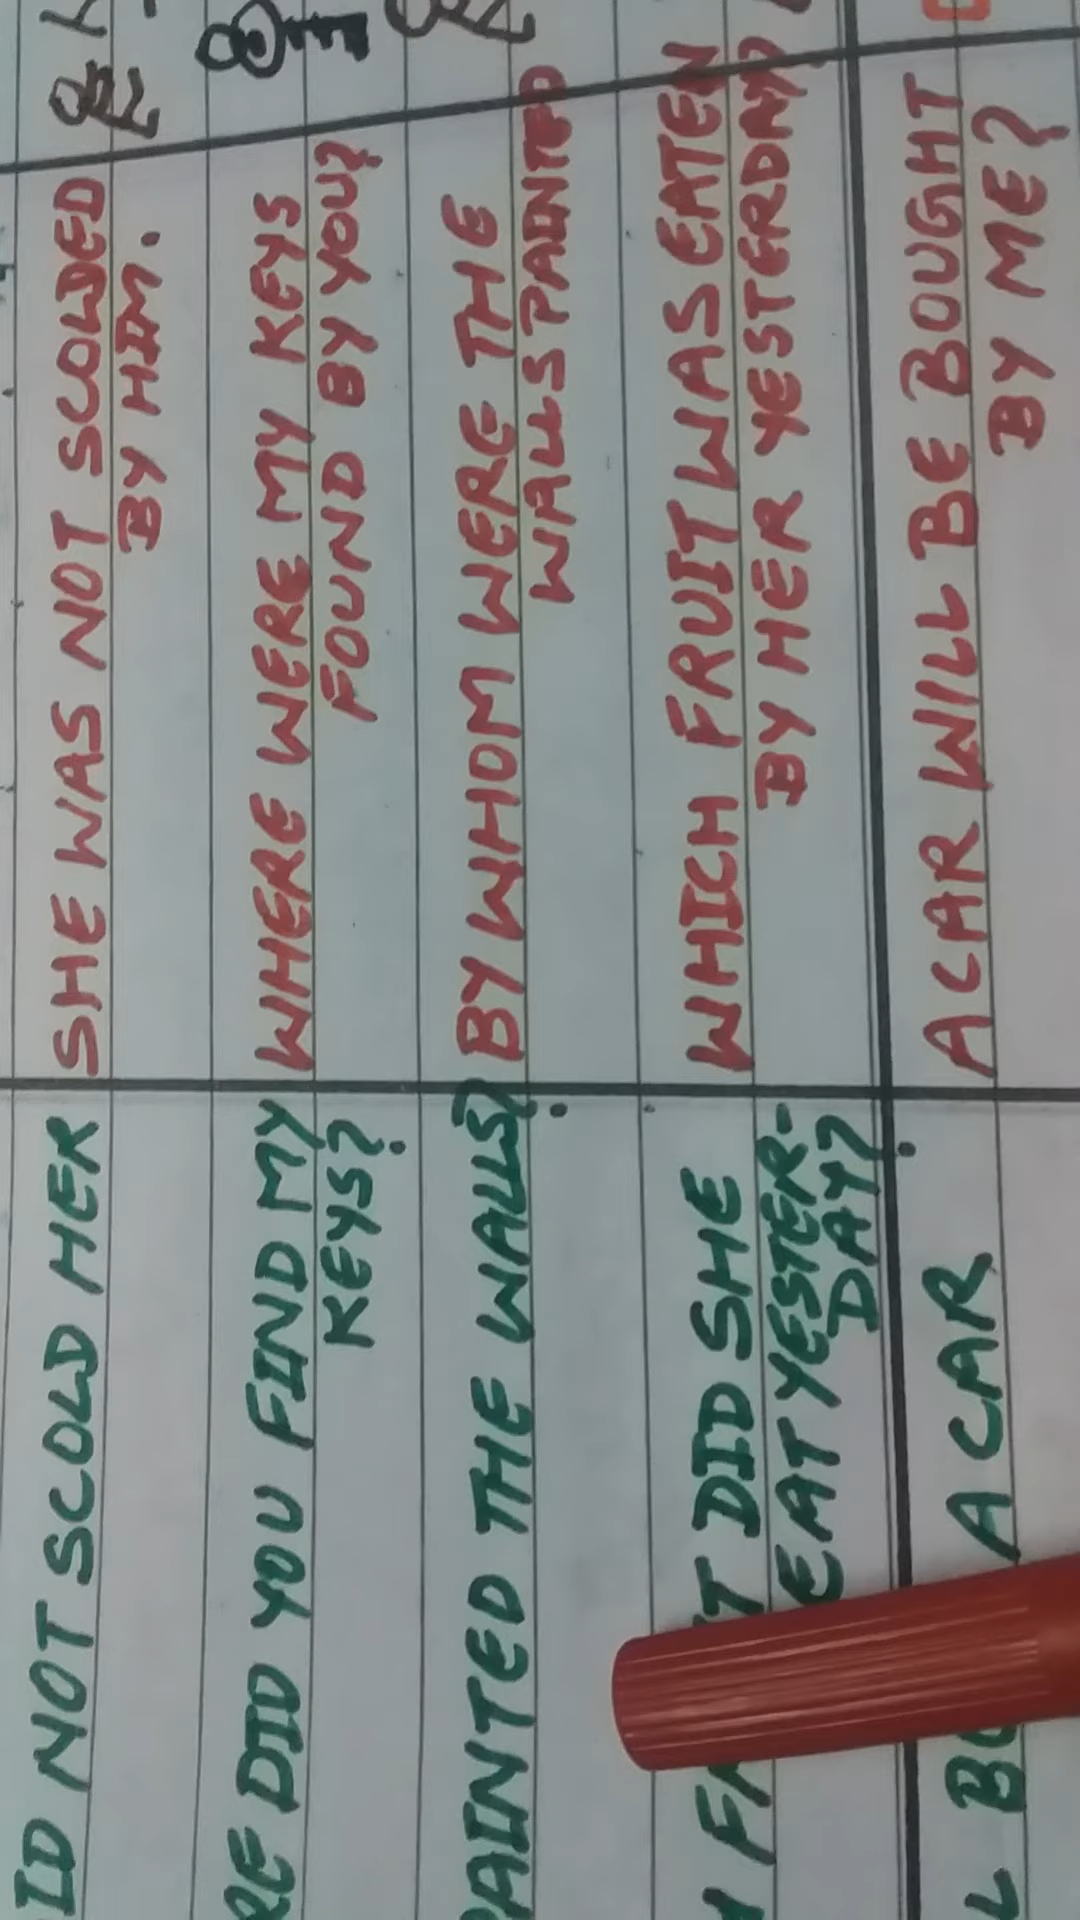 ID NOT SCOLD HER
SHE WAS NOT SCOLDED
BY HIM.
RE DID YOU FIND MY
KEYS?
WHERE WERE MY KEYS
FOUND BY YOU?
PAINTED THE WALLS?
BY WHOM WERE THE
WALLS PAINTED
DID SHE
EAT YESTER-
DAY?
WHICH FRUIT WAS EATEN
BY HER YESTERDAY
A CAR
A CAR WILL BE BOUGHT
BY ME?